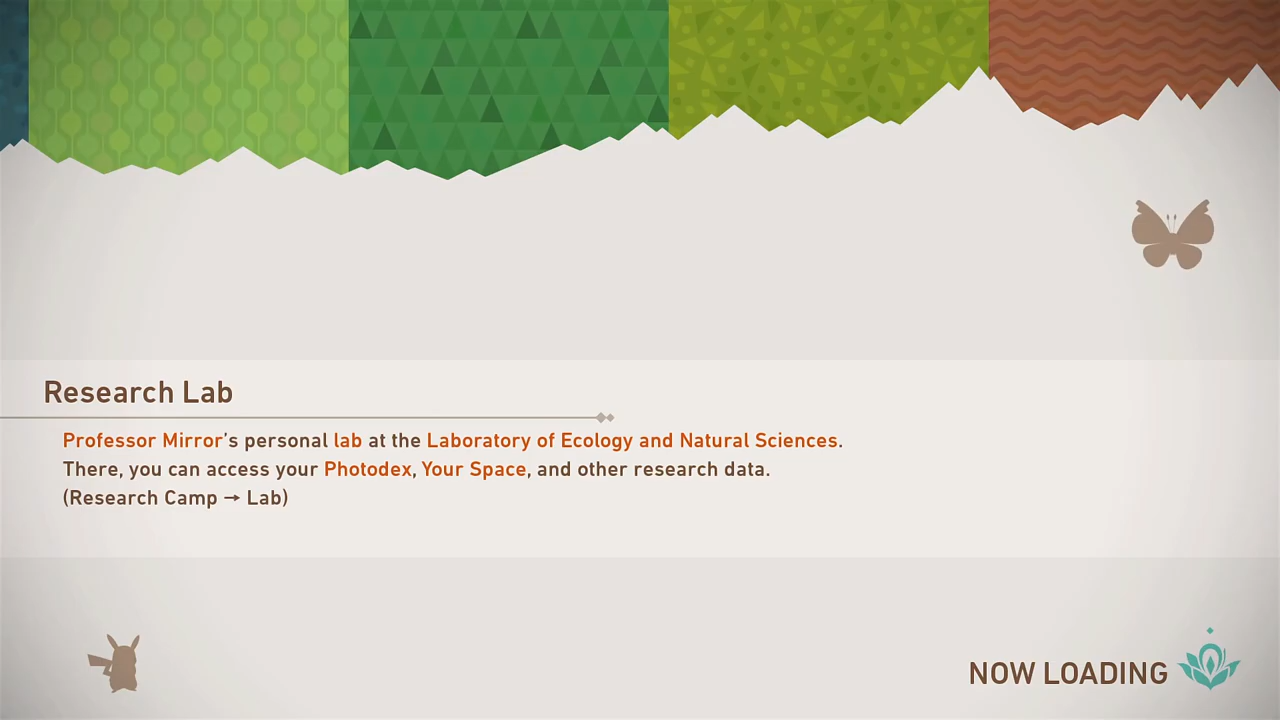 Research Lab
Professor Mirror's personal lab at the Laboratory of Ecology and Natural Sciences.
There, you can access your Photodex, Your Space, and other research data.
(Research Camp → Lab)
NOW LOADING